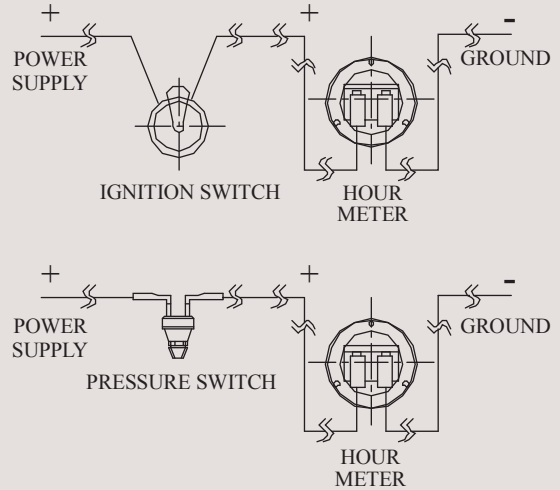 + + -
POWER
SUPPLY
GROUND
IGNITION SWITCH
HOUR
METER
+ + -
POWER
SUPPLY
GROUND
PRESSURE SWITCH
HOUR
METER